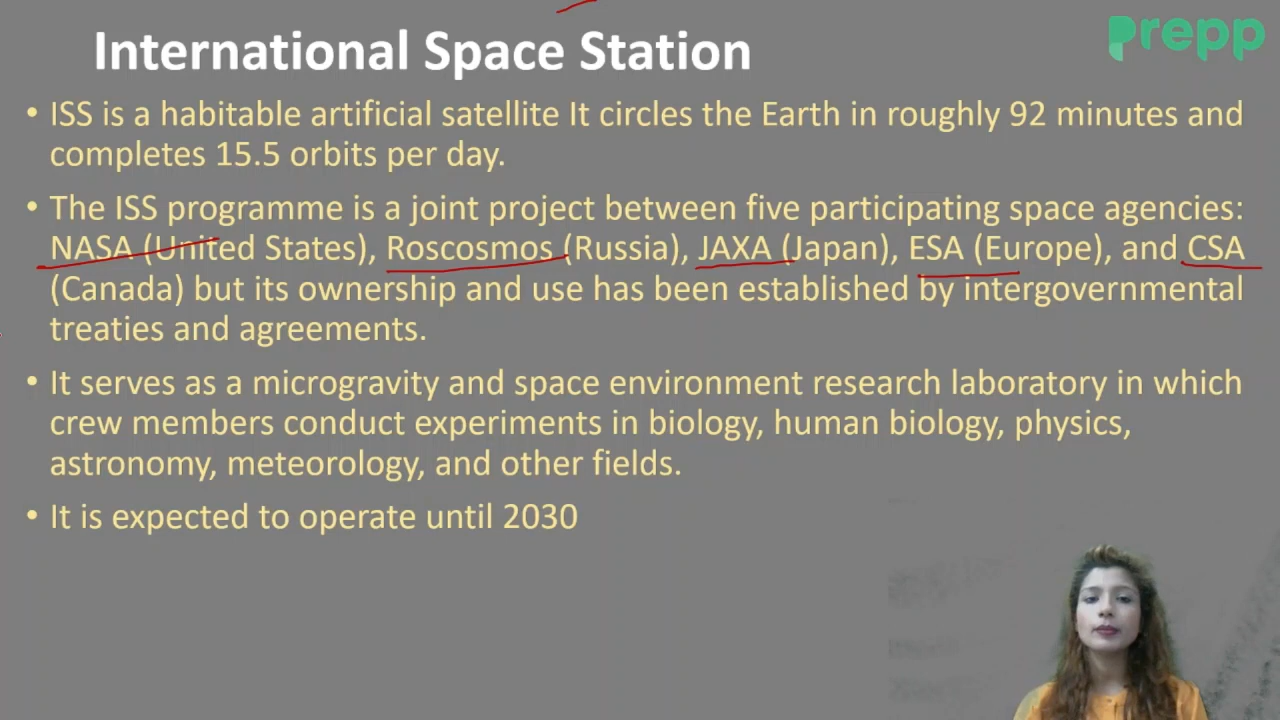 International Space Station
prepp
• ISS is a habitable artificial satellite It circles the Earth in roughly 92 minutes and
completes 15.5 orbits per day.
• The ISS programme is a joint project between five participating space agencies:
NASA (United States), Roscosmos (Russia), JAXA (Japan), ESA (Europe), and CSA
(Canada) but its ownership and use has been established by intergovernmental
treaties and agreements.
• It serves as a microgravity and space environment research laboratory in which
crew members conduct experiments in biology, human biology, physics,
astronomy, meteorology, and other fields.
• It is expected to operate until 2030